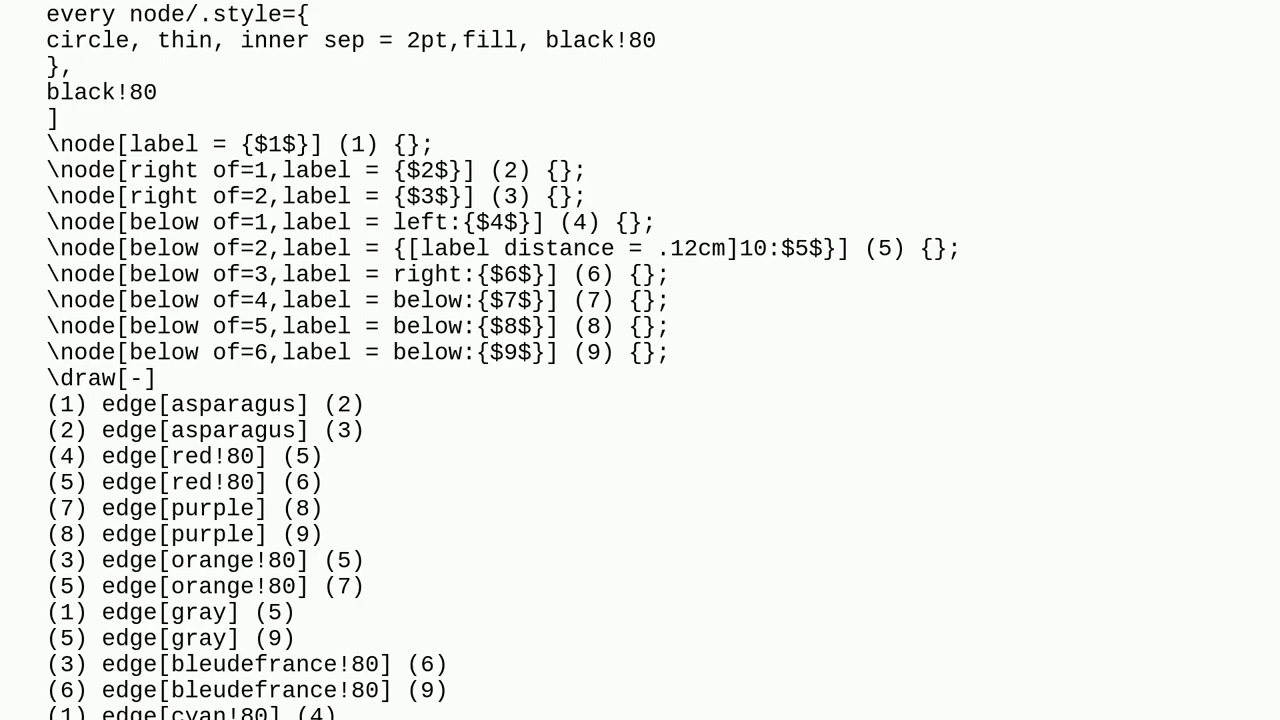 every node/.style={
circle, thin, inner sep = 2pt,fill, black!80
},
black!80
]
\node[label = {$1$}] (1) {};
\node[right of=1,label = {$2$}] (2) {};
\node[right of=2,label = {$3$}] (3) {};
\node[below of=1,label = left:{$4$}] (4) {};
\node[below of=2,label = {[label distance = .12cm]10:$5$}] (5) {};
\node[below of=3,label = right:{$6$}] (6) {};
\node[below of=4,label = below:{$7$}] (7) {};
\node[below of=5,label = below:{$8$}] (8) {};
\node[below of=6,label = below:{$9$}] (9) {};
\draw[-]
(1) edge[asparagus] (2)
(2) edge[asparagus] (3)
(4) edge[red!80] (5)
(5) edge[red!80] (6)
(7) edge[purple] (8)
(8) edge[purple] (9)
(3) edge[orange!80] (5)
(5) edge[orange!80] (7)
(1) edge[gray] (5)
(5) edge[gray] (9)
(3) edge[bleudefrance!80] (6)
(6) edge[bleudefrance!80] (9)
(1) edge[cyan!80] (4)